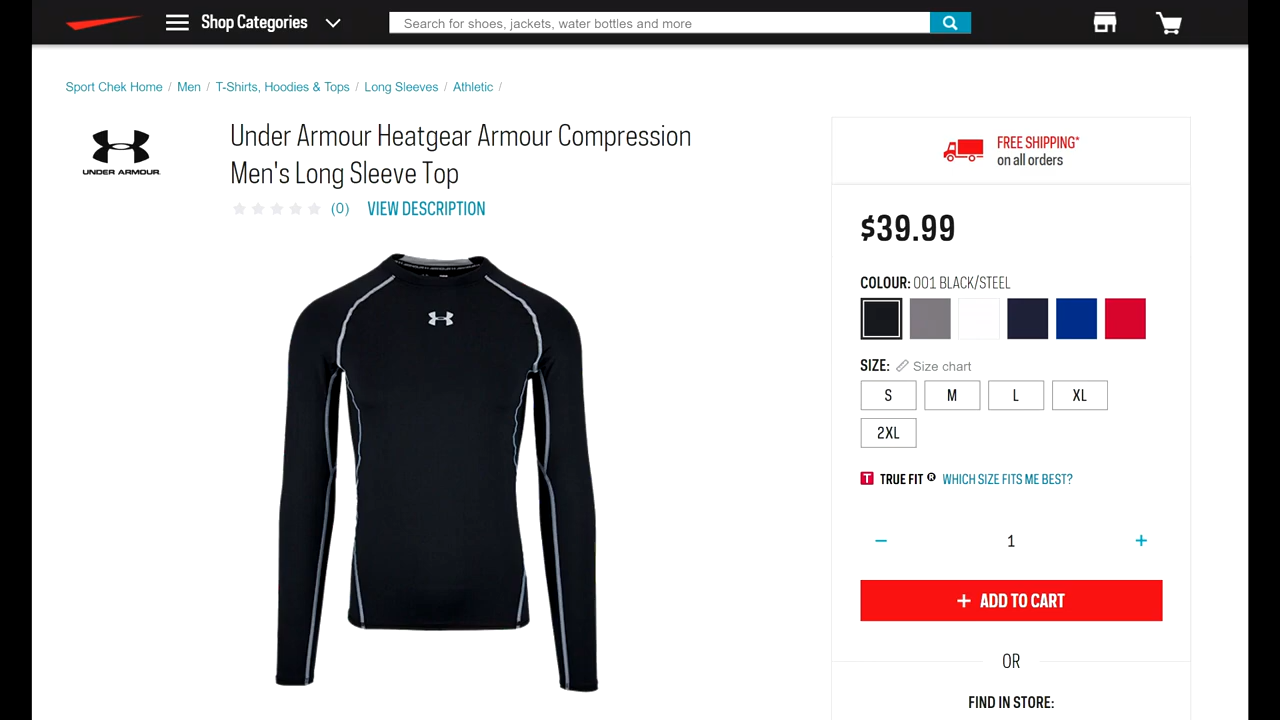 Shop Categories
Search for shoes, jackets, water bottles and more
Sport Chek Home / Men / T-Shirts, Hoodies & Tops / Long Sleeves / Athletic /
UNDER ARMOUR.
Under Armour Heatgear Armour Compression
Men's Long Sleeve Top
(0) VIEW DESCRIPTION
FREE SHIPPING*
on all orders
$39.99
COLOUR: 001 BLACK/STEEL
SIZE: Size chart
S M L XL
2XL
T TRUE FIT ® WHICH SIZE FITS ME BEST?
− 1 +
+ ADD TO CART
OR
FIND IN STORE: